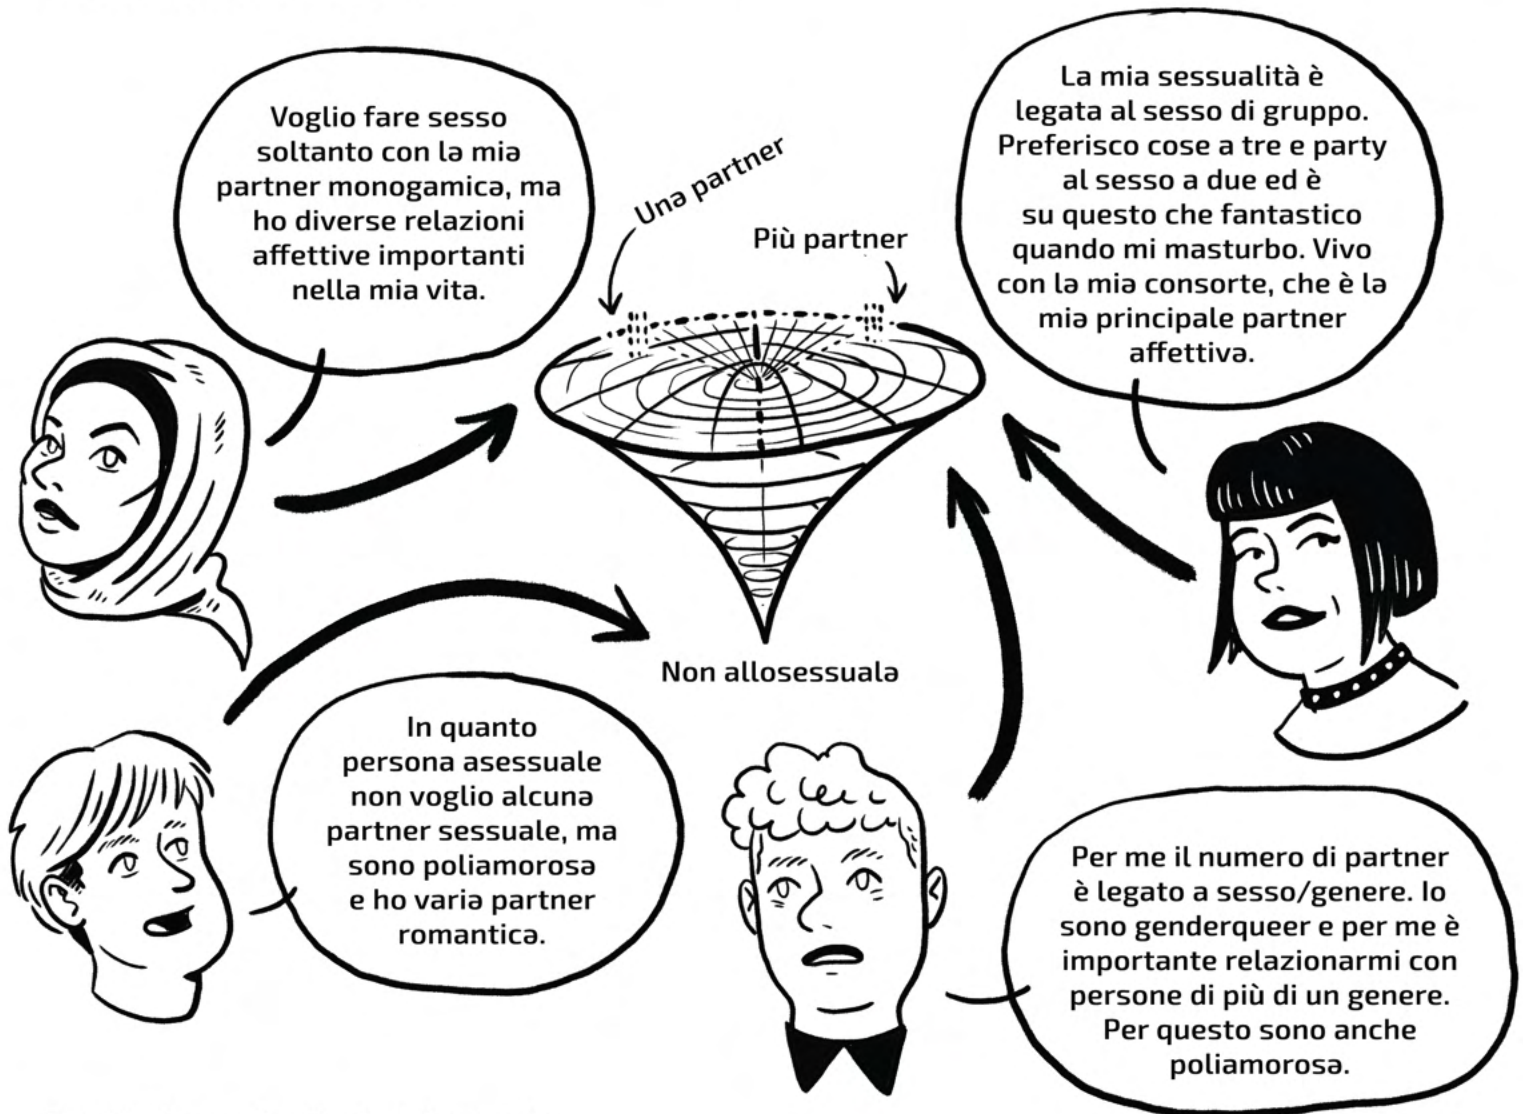 Voglio fare sesso
soltanto con lə miə
partner monogamicə, ma
ho diverse relazioni
affettive importanti
nella mia vita.
Unə partner
Più partner
La mia sessualità è
legata al sesso di gruppo.
Preferisco cose a tre e party
al sesso a due ed è
su questo che fantastico
quando mi masturbo. Vivo
con lə miə consorte, che è lə
miə principale partner
affettivə.
Non allosessualə
In quanto
persona asessuale
non voglio alcunə
partner sessuale, ma
sono poliamorosə
e ho variə partner
romanticə.
Per me il numero di partner
è legato a sesso/genere. Io
sono genderqueer e per me è
importante relazionarmi con
persone di più di un genere.
Per questo sono anche
poliamorosə.